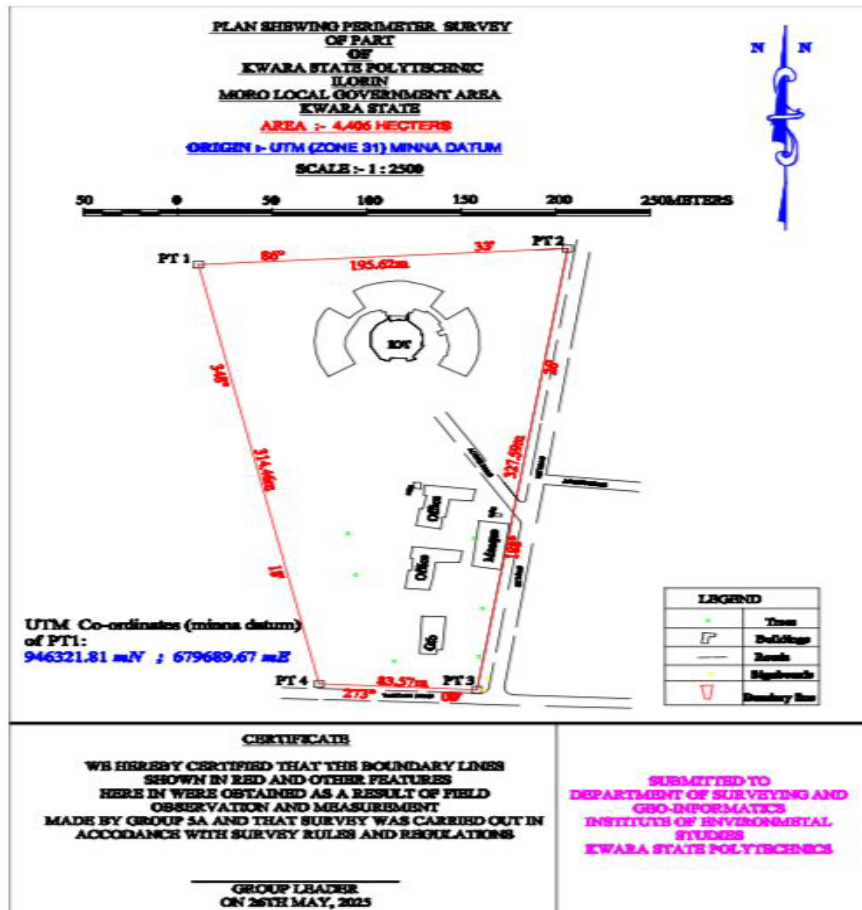 PLAN SHEWING PERIMETER SURVEY
OF PART
OF
KWARA STATE POLYTECHNIC
ILORIN
MORO LOCAL GOVERNMENT AREA
KWARA STATE
AREA :- 4.406 HECTERS
ORIGIN :- UTM (ZONE 31) MINNA DATUM
SCALE :- 1 : 2500
N N
50 0 50 100 150 200 250METERS
PT 1
86°
195.62m
33'
PT 2
IOT
348°
314.46m
18'
26'
327.59m
188°
Office
Office
Mosque
UTM Co-ordinates (minna datum)
of PT1:
946321.81 mN ; 679689.67 mE
PT 4
83.57m
PT 3
273°
LEGEND
Trees
Buildings
Roads
Signboards
Boundary line
CERTIFICATE
WE HEREBY CERTIFIED THAT THE BOUNDARY LINES
SHOWN IN RED AND OTHER FEATURES
HERE IN WERE OBTAINED AS A RESULT OF FIELD
OBSERVATION AND MEASUREMENT
MADE BY GROUP 5A AND THAT SURVEY WAS CARRIED OUT IN
ACCODANCE WITH SURVEY RULES AND REGULATIONS
GROUP LEADER
ON 26TH MAY, 2025
SUBMITTED TO
DEPARTMENT OF SURVEYING AND
GEO-INFORMATICS
INSTITUTE OF ENVIRONMETAL
STUDIES
KWARA STATE POLYTECHNICS